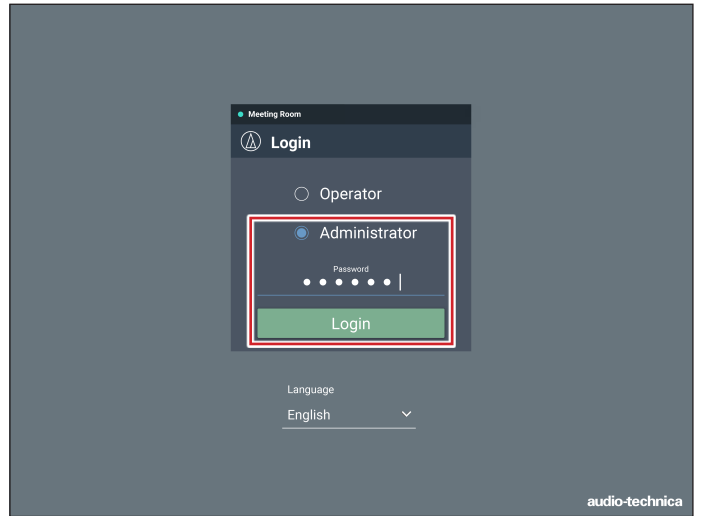 Meeting Room
Login
Operator
Administrator
Password
Login
Language
English
audio-technica